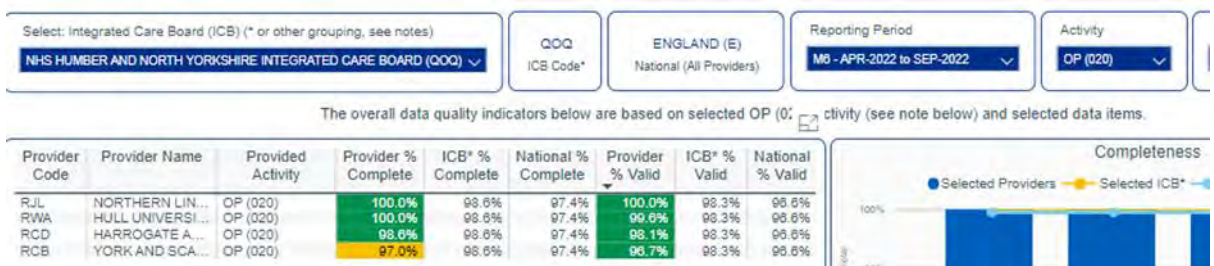 Select: Integrated Care Board (ICB) (* or other grouping, see notes)
NHS HUMBER AND NORTH YORKSHIRE INTEGRATED CARE BOARD (QOQ)
QOQ
ICB Code*
ENGLAND (E)
National (All Providers)
Reporting Period
M6 - APR-2022 to SEP-2022
Activity
OP (020)
The overall data quality indicators below are based on selected OP (02 ctivity (see note below) and selected data items.
Provider Code Provider Name Provided Activity Provider % Complete ICB* % Complete National % Complete Provider % Valid ICB* % Valid National % Valid
RJL NORTHERN LIN... OP (020) 100.0% 98.6% 97.4% 100.0% 98.3% 96.6%
RWA HULL UNIVERSI... OP (020) 100.0% 98.6% 97.4% 99.6% 98.3% 96.6%
RCD HARROGATE A... OP (020) 98.6% 98.6% 97.4% 98.1% 98.3% 96.6%
RCB YORK AND SCA... OP (020) 97.0% 98.6% 97.4% 96.7% 98.3% 96.6%
Completeness
Selected Providers Selected ICB*
100%